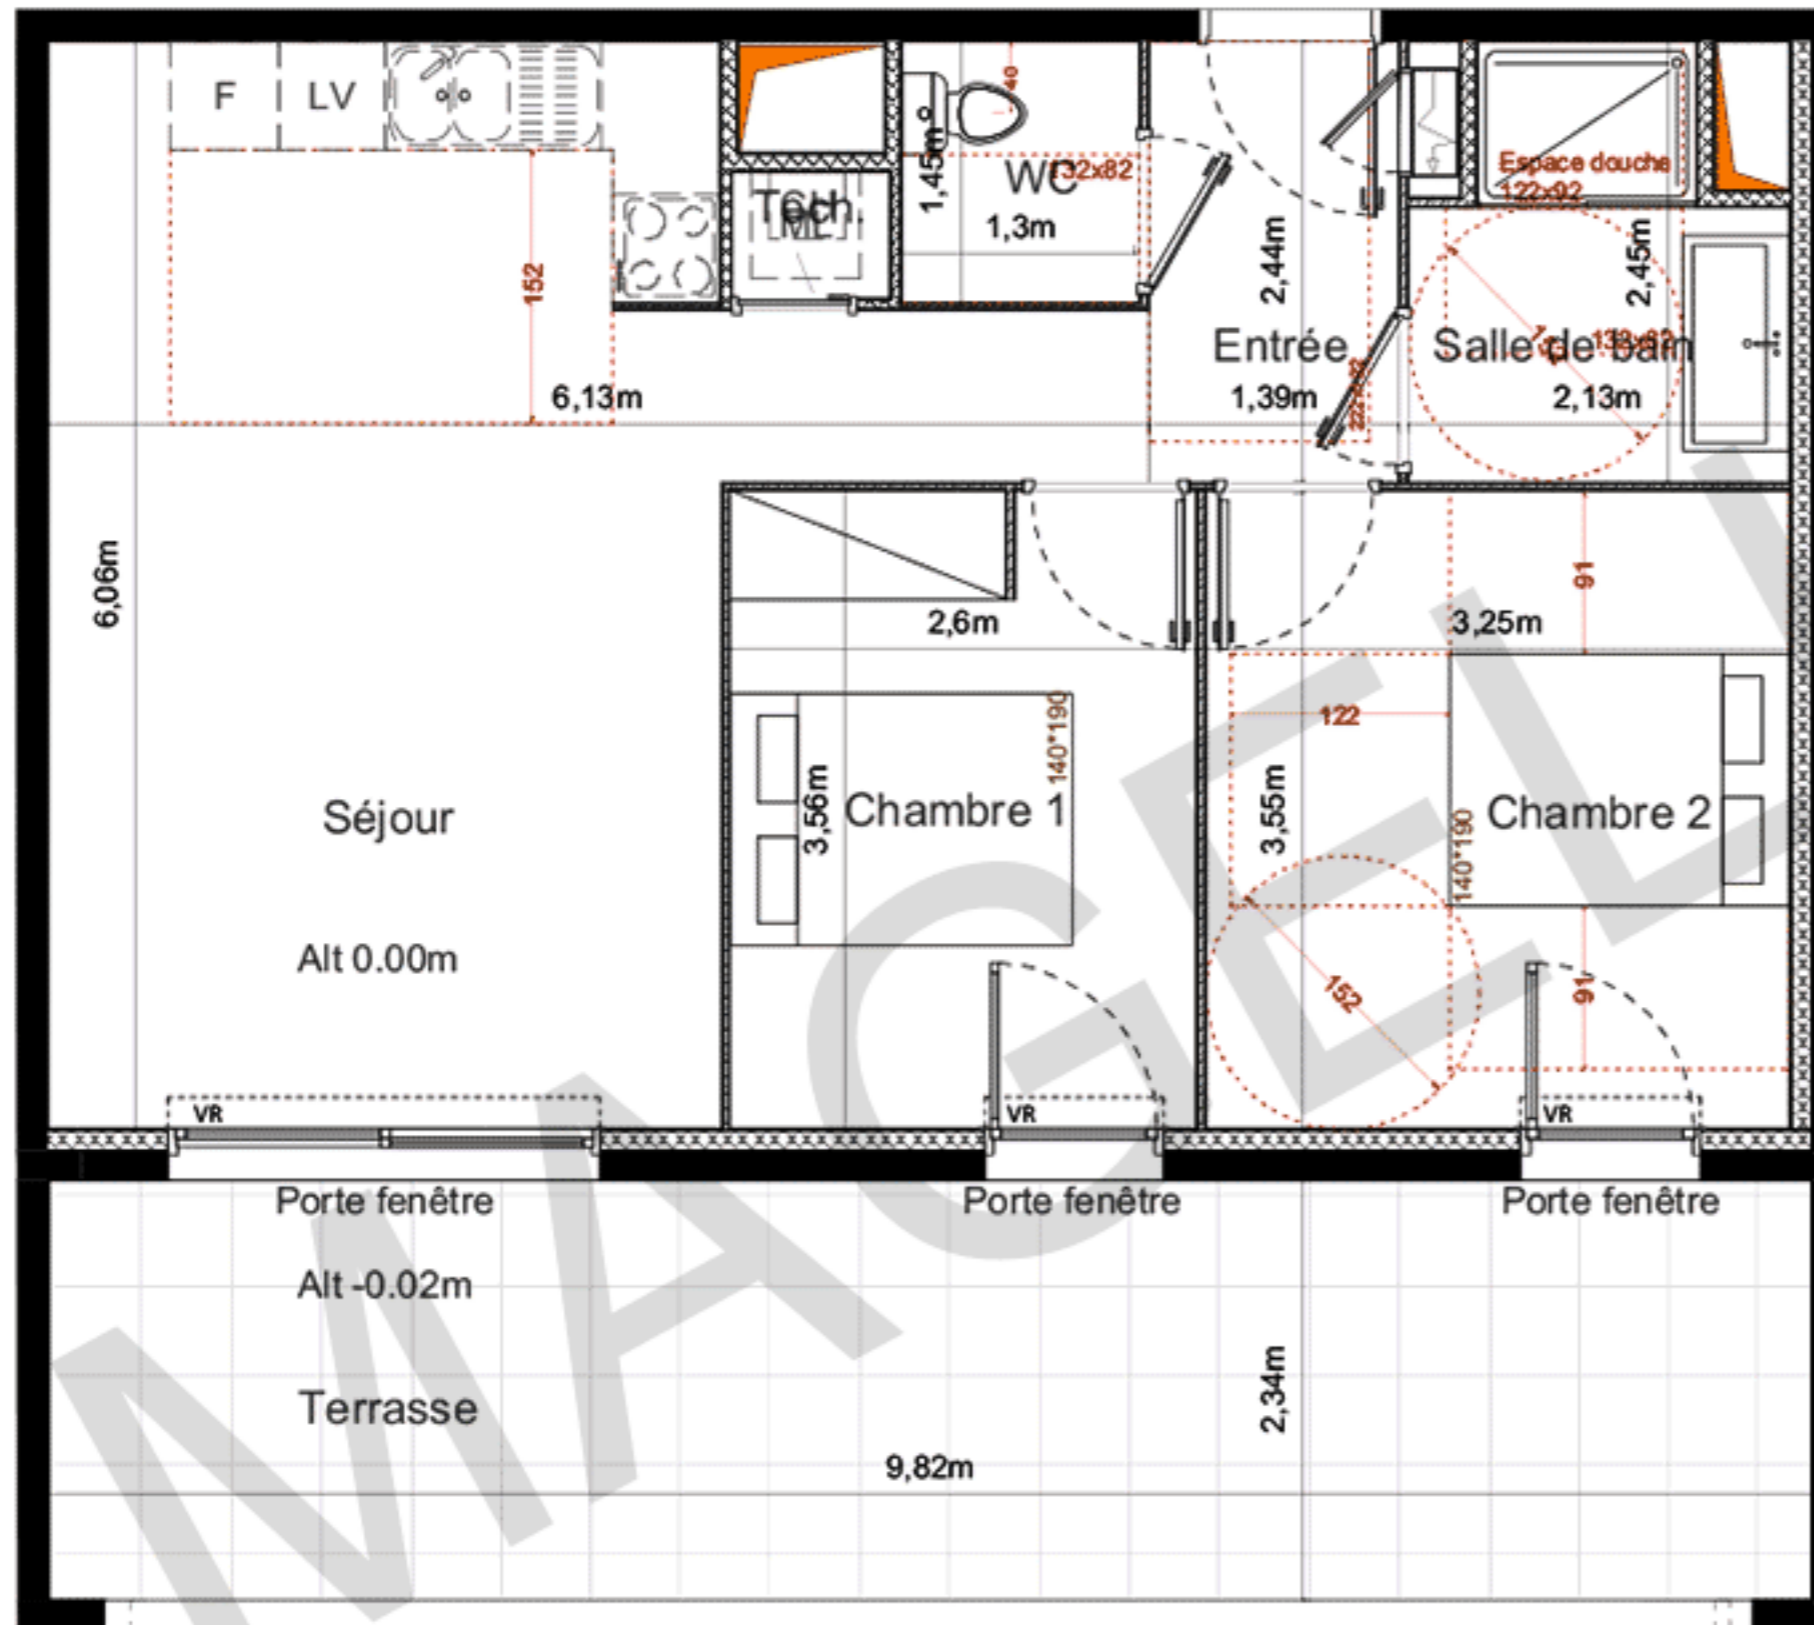 F
LV
40
1,45m
WC
132x82
1,3m
Tech.
ML
152
2,44m
Espace douche
122x92
2,45m
Entrée
Salle de bain
132x82
152
6,13m
1,39m
2,13m
6,06m
2,6m
3,25m
91
122
140*190
3,56m
Chambre 1
3,55m
Chambre 2
140*190
Séjour
Alt 0.00m
152
91
VR
VR
VR
Porte fenêtre
Porte fenêtre
Porte fenêtre
Alt -0.02m
Terrasse
2,34m
9,82m
MAGELL